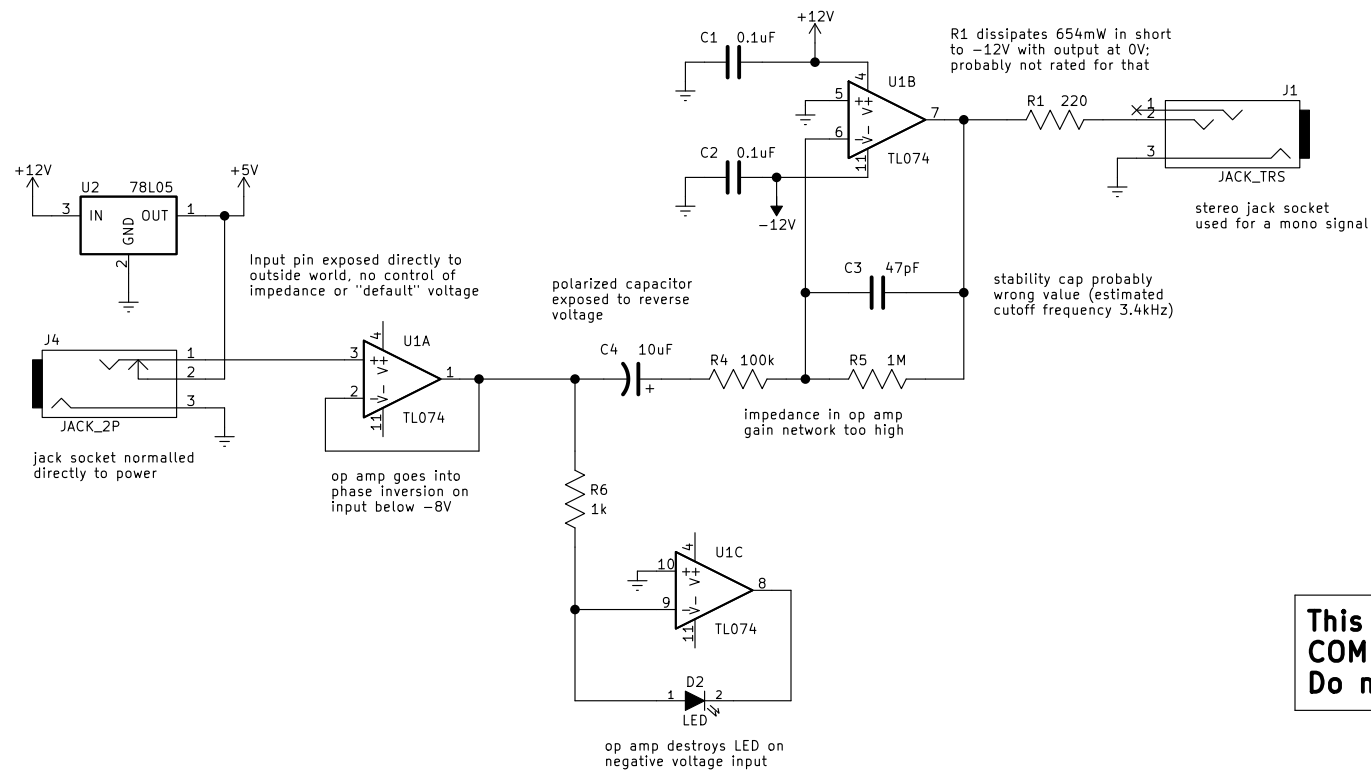 +12V
C1 0.1uF
4
U1B
5
++
V
6
–
V–
11
7
TL074
C2 0.1uF
–12V
R1 dissipates 654mW in short
to –12V with output at 0V;
probably not rated for that
R1 220
J1
1
2
3
JACK_TRS
stereo jack socket
used for a mono signal
+12V
U2 78L05
3 IN OUT 1
GND
2
+5V
Input pin exposed directly to
outside world, no control of
impedance or "default" voltage
J4
1
2
3
JACK_2P
jack socket normalled
directly to power
4
U1A
3
++
V
2
–
V–
11
1
TL074
op amp goes into
phase inversion on
input below –8V
polarized capacitor
exposed to reverse
voltage
C4 10uF
+
R4 100k
R5 1M
C3 47pF
impedance in op amp
gain network too high
stability cap probably
wrong value (estimated
cutoff frequency 3.4kHz)
R6
1k
4
U1C
10
++
V
9
–
V–
11
8
TL074
D2
1 2
LED
op amp destroys LED on
negative voltage input
This
COM
Do n